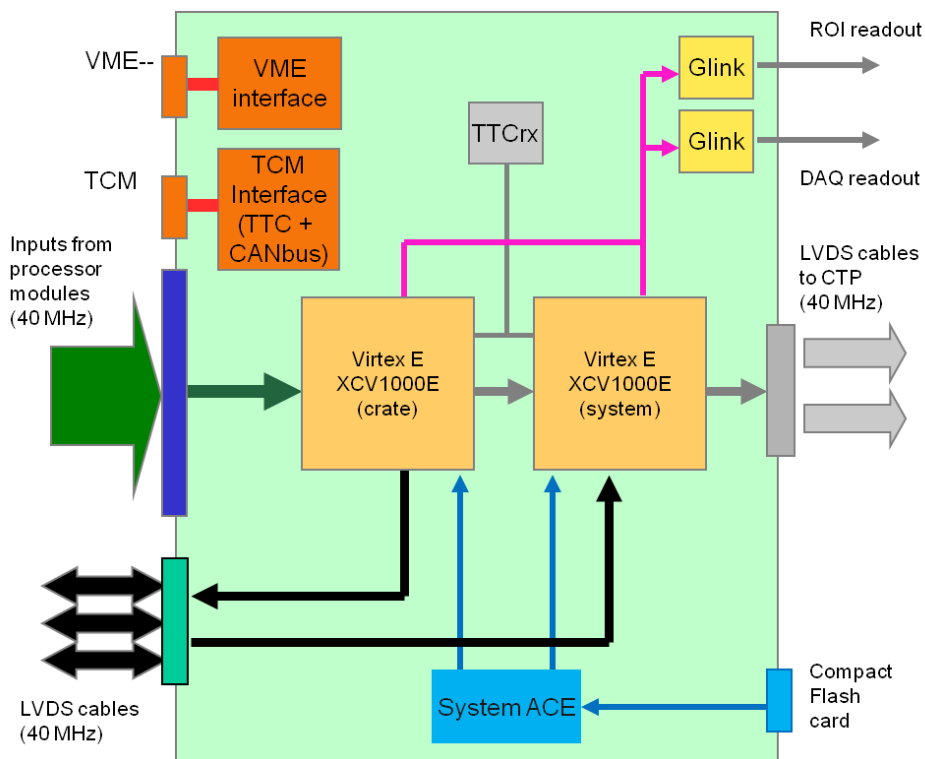 VME--
VME
interface
TCM
TCM
Interface
(TTC +
CANbus)
TTCrx
Glink
Glink
ROI readout
DAQ readout
Inputs from
processor
modules
(40 MHz)
Virtex E
XCV1000E
(crate)
Virtex E
XCV1000E
(system)
LVDS cables
to CTP
(40 MHz)
LVDS cables
(40 MHz)
System ACE
Compact
Flash
card